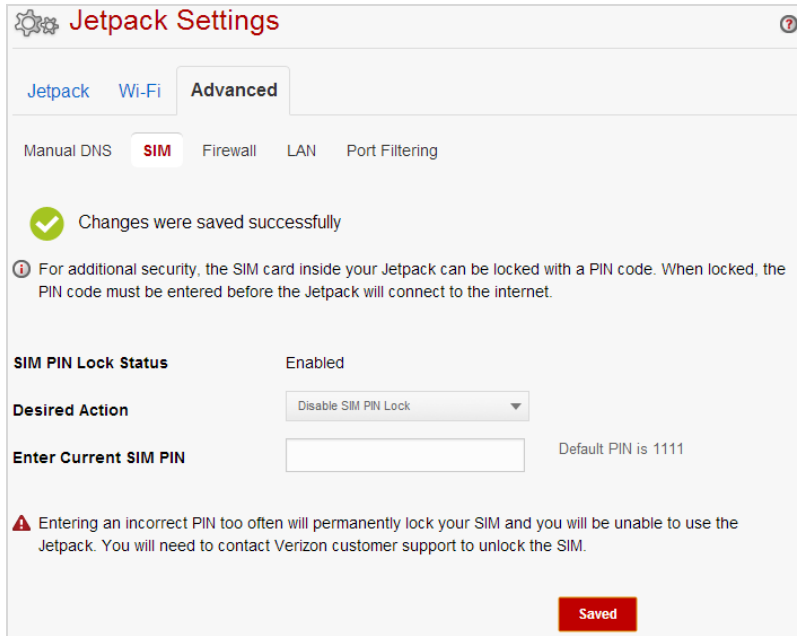 Jetpack Settings
?
Jetpack Wi-Fi Advanced
Manual DNS SIM Firewall LAN Port Filtering
Changes were saved successfully
i For additional security, the SIM card inside your Jetpack can be locked with a PIN code. When locked, the
PIN code must be entered before the Jetpack will connect to the internet.
SIM PIN Lock Status Enabled
Desired Action Disable SIM PIN Lock
Enter Current SIM PIN Default PIN is 1111
! Entering an incorrect PIN too often will permanently lock your SIM and you will be unable to use the
Jetpack. You will need to contact Verizon customer support to unlock the SIM.
Saved